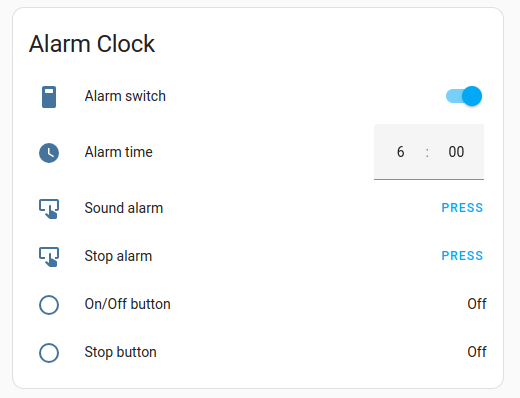 Alarm Clock
Alarm switch
Alarm time 6 : 00
Sound alarm PRESS
Stop alarm PRESS
On/Off button Off
Stop button Off